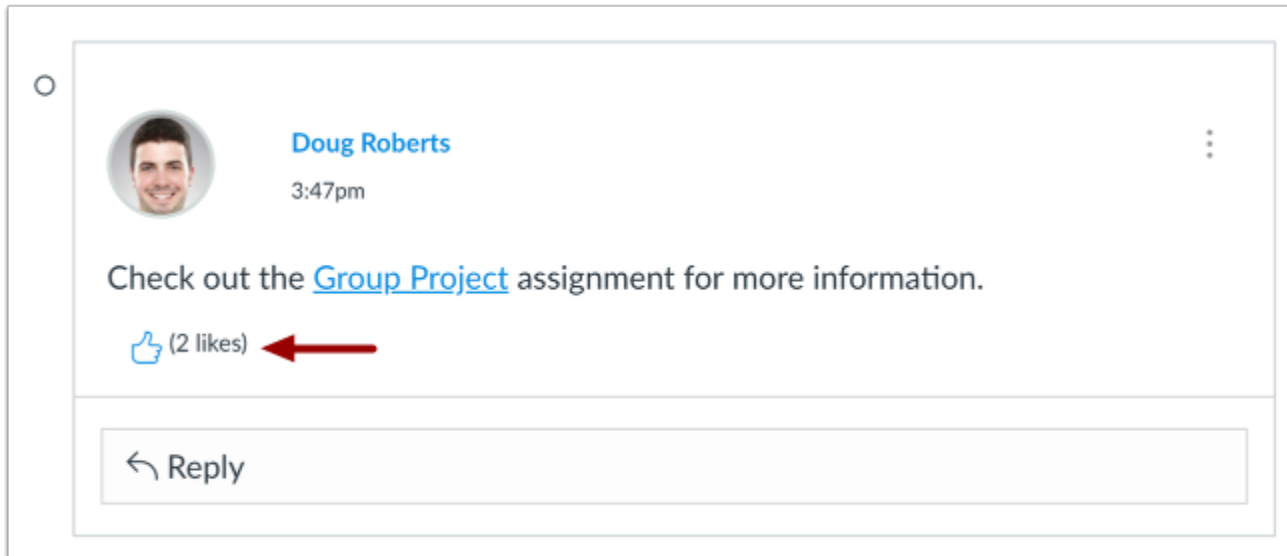 Doug Roberts
3:47pm
Check out the Group Project assignment for more information.
(2 likes)
Reply